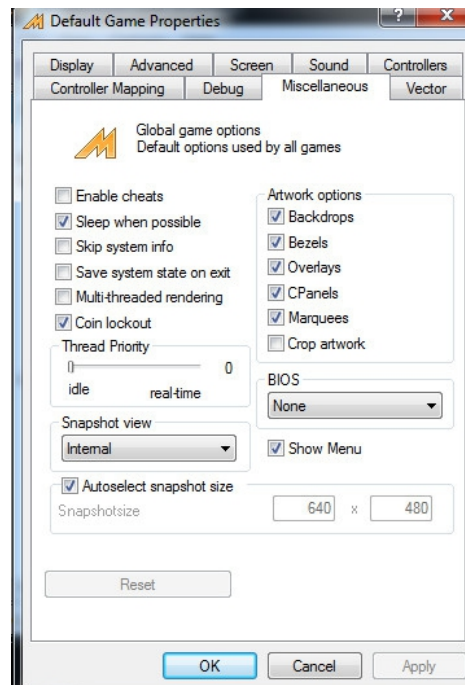 Default Game Properties
?
X
Display
Advanced
Screen
Sound
Controllers
Controller Mapping
Debug
Miscellaneous
Vector
Global game options
Default options used by all games
Enable cheats
Sleep when possible
Skip system info
Save system state on exit
Multi-threaded rendering
Coin lockout
Thread Priority
0
idle
real-time
Snapshot view
Internal
Artwork options
Backdrops
Bezels
Overlays
CPanels
Marquees
Crop artwork
BIOS
None
Show Menu
Autoselect snapshot size
Snapshotsize
640 x 480
Reset
OK
Cancel
Apply